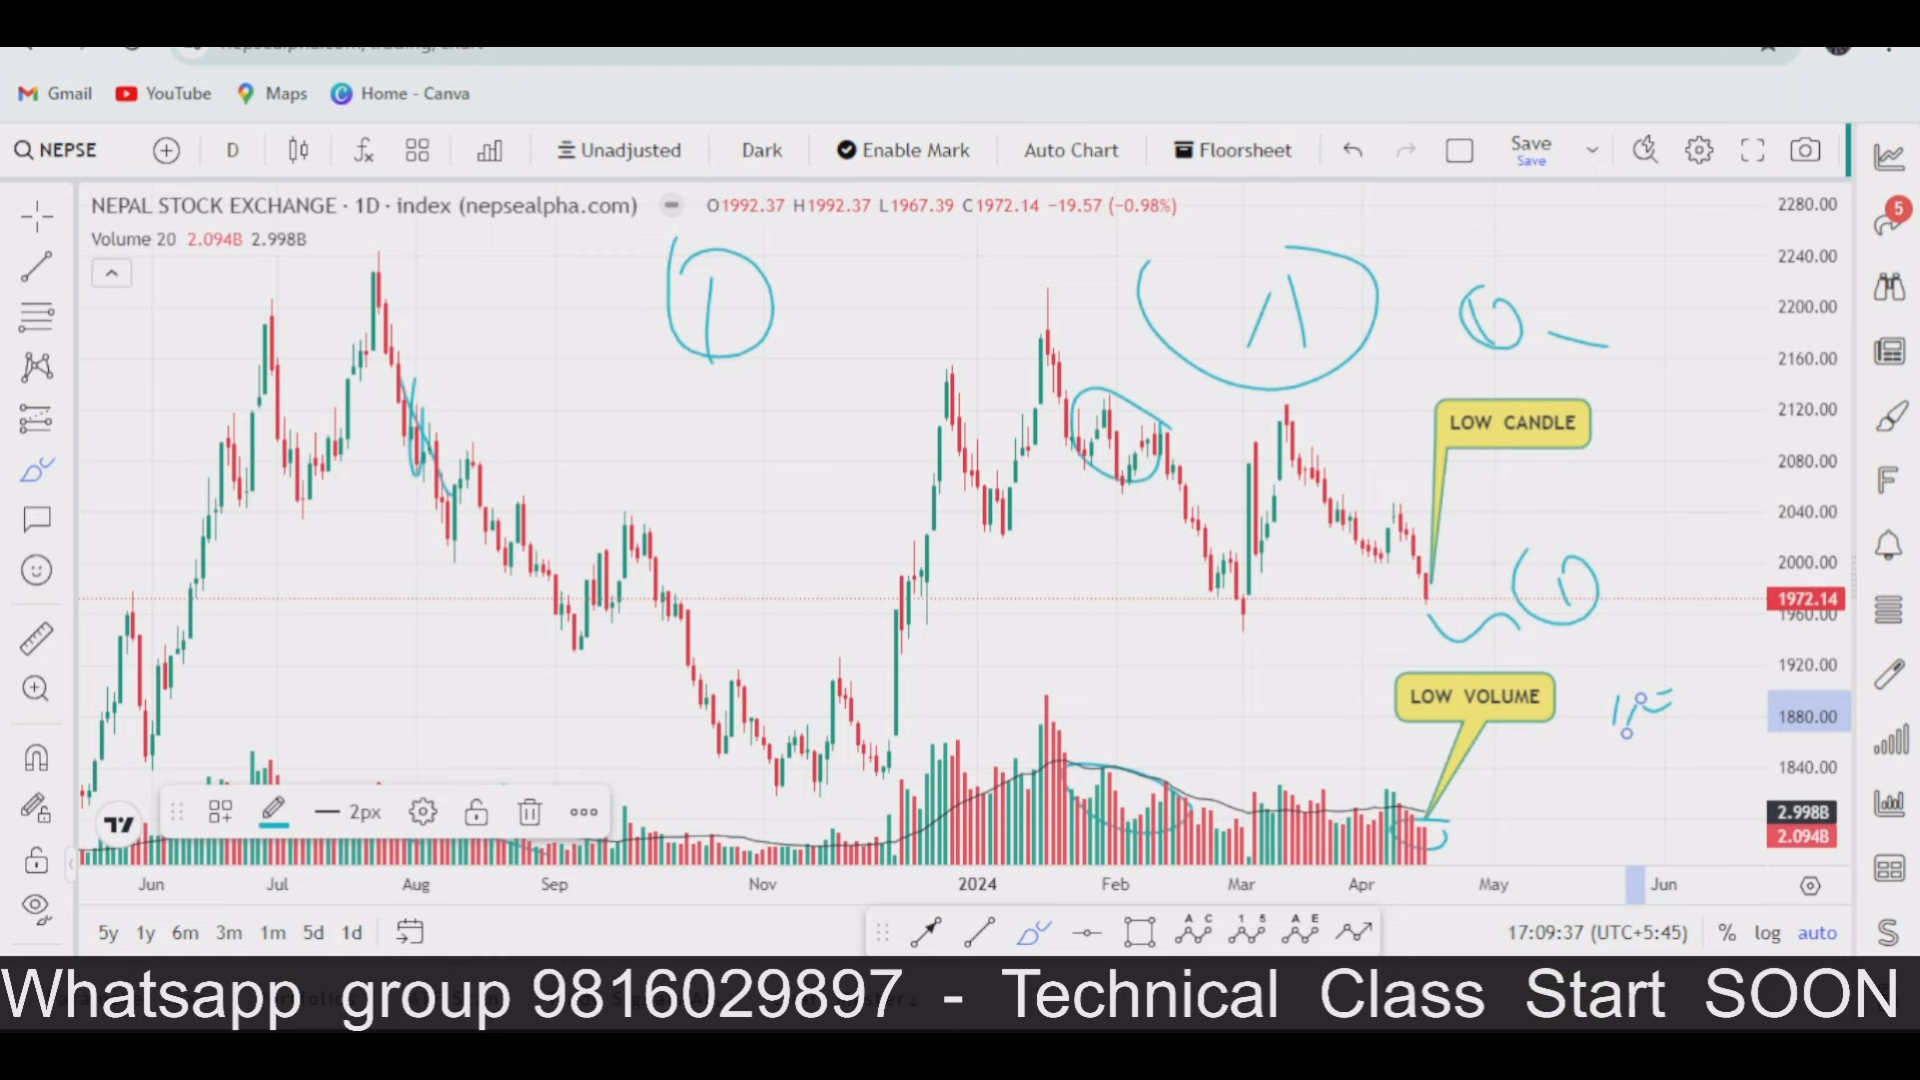 Gmail YouTube Maps Home - Canva
NEPSE D Unadjusted Dark Enable Mark Auto Chart Floorsheet Save
Save
NEPAL STOCK EXCHANGE · 1D · index (nepsealpha.com) O1992.37 H1992.37 L1967.39 C1972.14 −19.57 (−0.98%)
Volume 20 2.094B 2.998B
5
2280.00
2240.00
2200.00
2160.00
2120.00
2080.00
2040.00
2000.00
1972.14
1960.00
1920.00
1880.00
1840.00
2.998B
2.094B
LOW CANDLE
LOW VOLUME
2px
Jun Jul Aug Sep Nov 2024 Feb Mar Apr May Jun
5y 1y 6m 3m 1m 5d 1d
A C 1 5 A E
17:09:37 (UTC+5:45) % log auto
Whatsapp group 9816029897 - Technical Class Start SOON